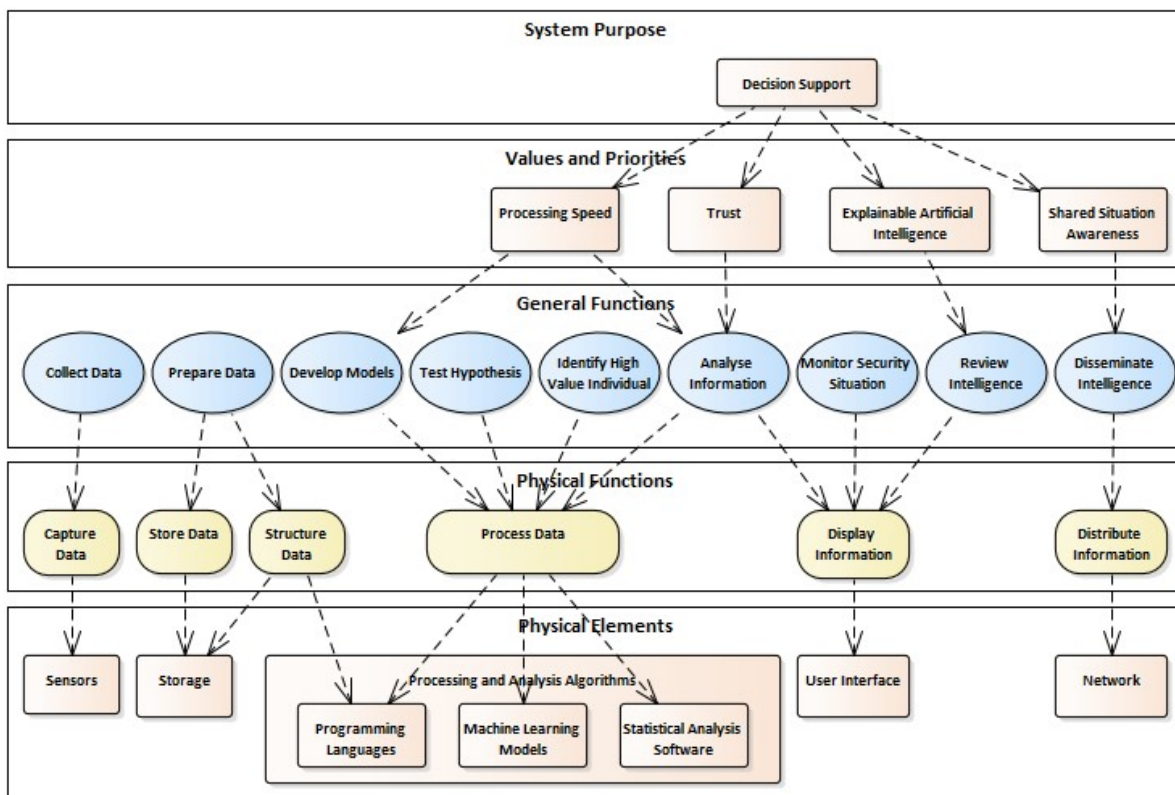 System Purpose
Decision Support
Values and Priorities
Processing Speed
Trust
Explainable Artificial
Intelligence
Shared Situation
Awareness
General Functions
Collect Data
Prepare Data
Develop Models
Test Hypothesis
Identify High
Value Individual
Analyse
Information
Monitor Security
Situation
Review
Intelligence
Disseminate
Intelligence
Physical Functions
Capture
Data
Store Data
Structure
Data
Process Data
Display
Information
Distribute
Information
Physical Elements
Sensors
Storage
Processing and Analysis Algorithms
Programming
Languages
Machine Learning
Models
Statistical Analysis
Software
User Interface
Network